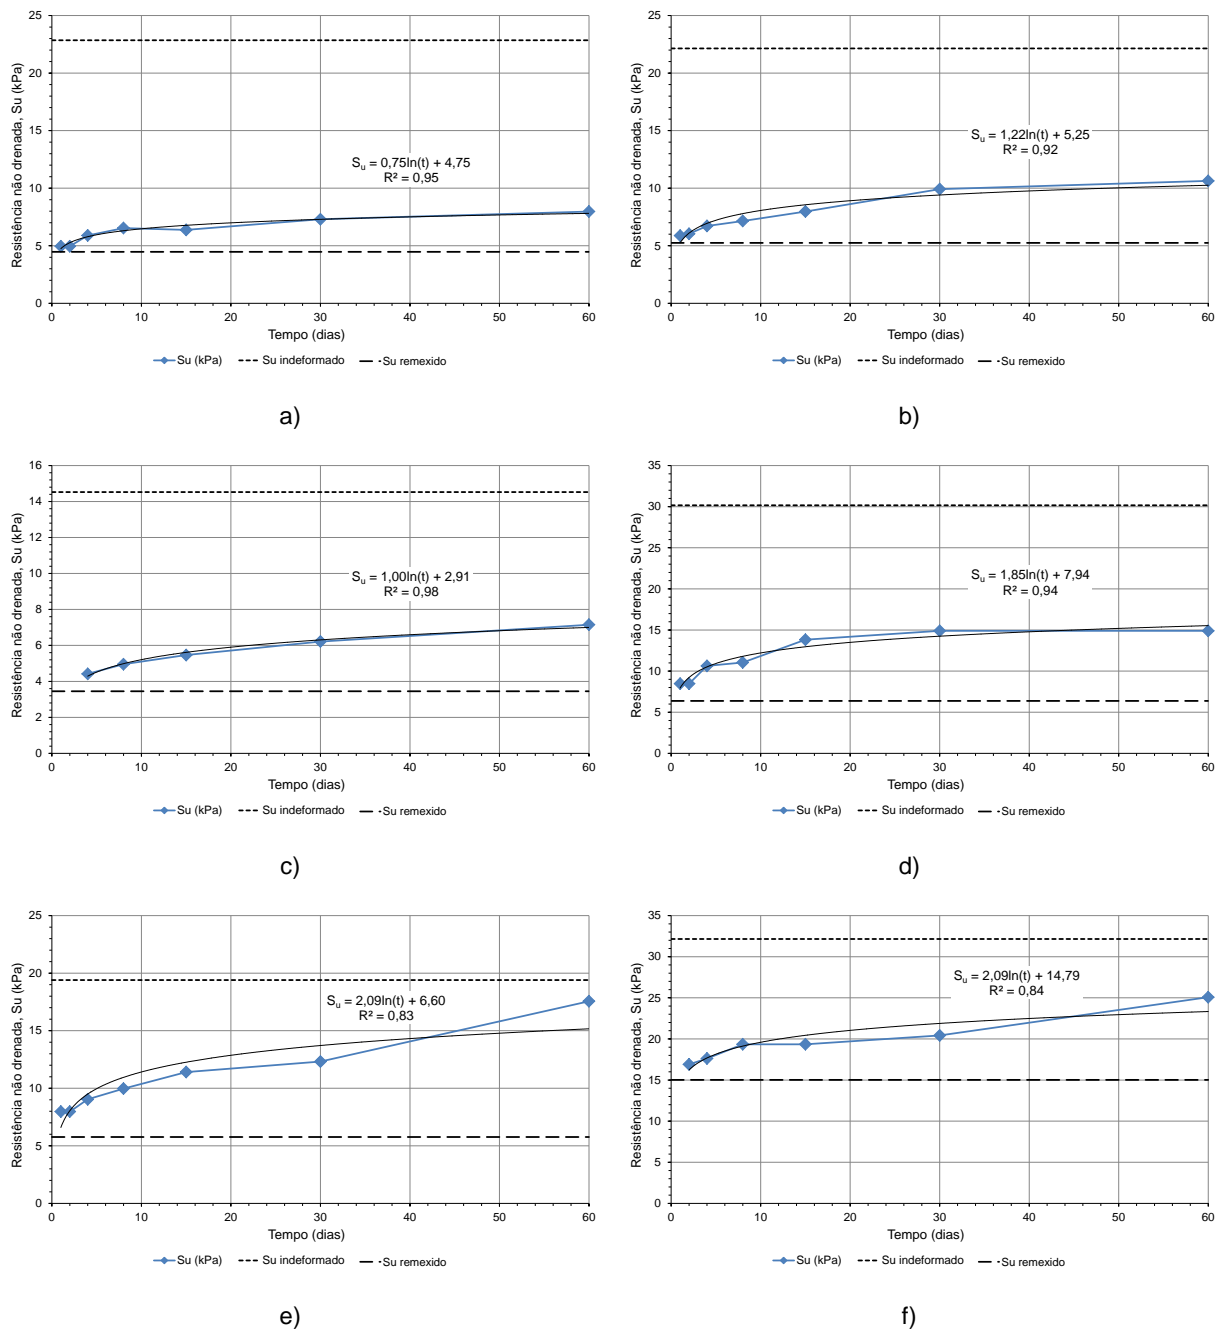 25
20
15
10
5
0
0 10 20 30 40 50 60
Resistência não drenada, Su (kPa)
Sᵤ = 0,75ln(t) + 4,75
R² = 0,95
Tempo (dias)
Su (kPa) Su indeformado Su remexido
a)
25
20
15
10
5
0
0 10 20 30 40 50 60
Resistência não drenada, Su (kPa)
Sᵤ = 1,22ln(t) + 5,25
R² = 0,92
Tempo (dias)
Su (kPa) Su indeformado Su remexido
b)
16
14
12
10
8
6
4
2
0
0 10 20 30 40 50 60
Resistência não drenada, Su (kPa)
Sᵤ = 1,00ln(t) + 2,91
R² = 0,98
Tempo (dias)
Su (kPa) Su indeformado Su remexido
c)
35
30
25
20
15
10
5
0
0 10 20 30 40 50 60
Resistência não drenada, Su (kPa)
Sᵤ = 1,85ln(t) + 7,94
R² = 0,94
Tempo (dias)
Su (kPa) Su indeformado Su remexido
d)
25
20
15
10
5
0
0 10 20 30 40 50 60
Resistência não drenada, Su (kPa)
Sᵤ = 2,09ln(t) + 6,60
R² = 0,83
Tempo (dias)
Su (kPa) Su indeformado Su remexido
e)
35
30
25
20
15
10
5
0
0 10 20 30 40 50 60
Resistência não drenada, Su (kPa)
Sᵤ = 2,09ln(t) + 14,79
R² = 0,84
Tempo (dias)
Su (kPa) Su indeformado Su remexido
f)